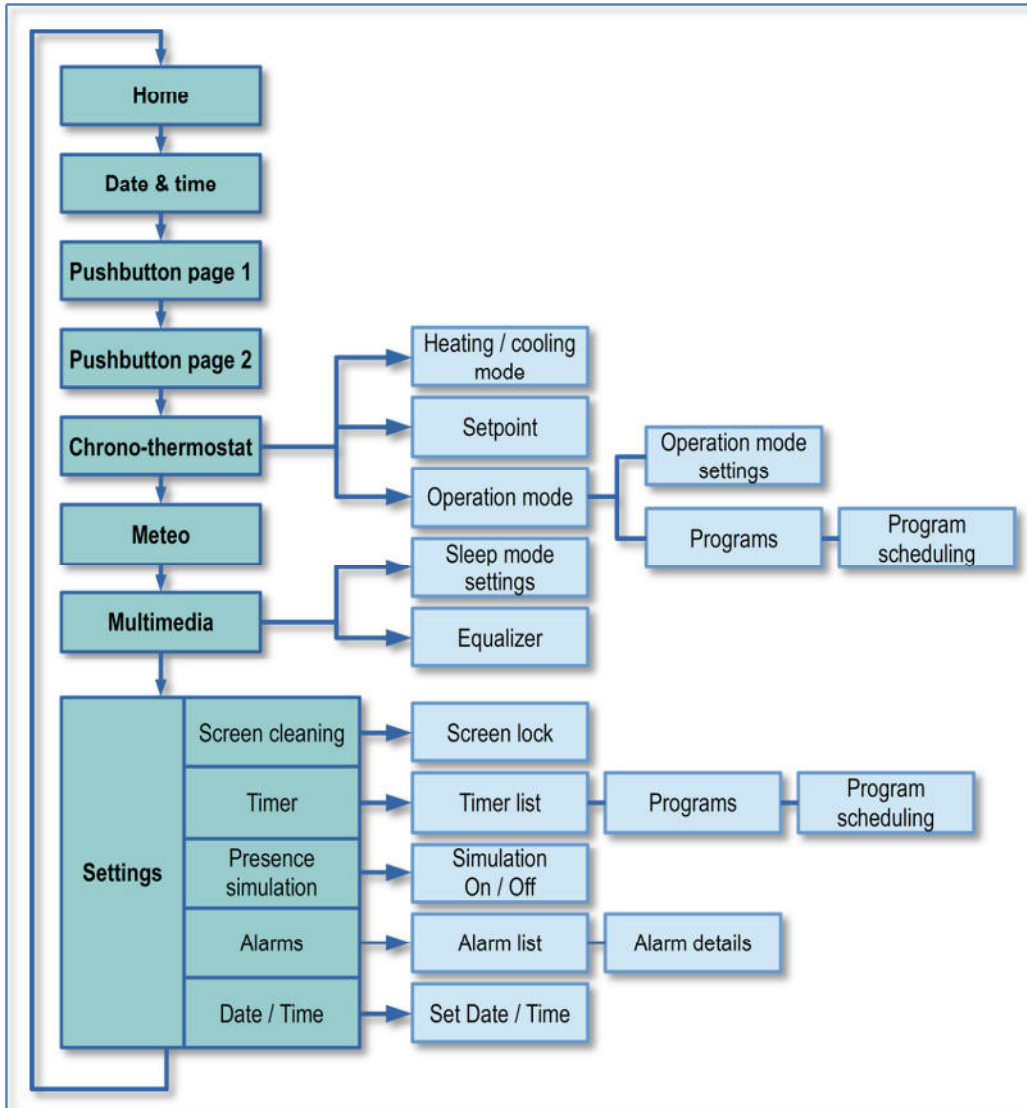 Home
Date & time
Pushbutton page 1
Pushbutton page 2
Chrono-thermostat
Meteo
Multimedia
Heating / cooling
mode
Setpoint
Operation mode
Operation mode
settings
Programs
Program
scheduling
Sleep mode
settings
Equalizer
Settings
Screen cleaning
Screen lock
Timer
Timer list
Programs
Program
scheduling
Presence
simulation
Simulation
On / Off
Alarms
Alarm list
Alarm details
Date / Time
Set Date / Time